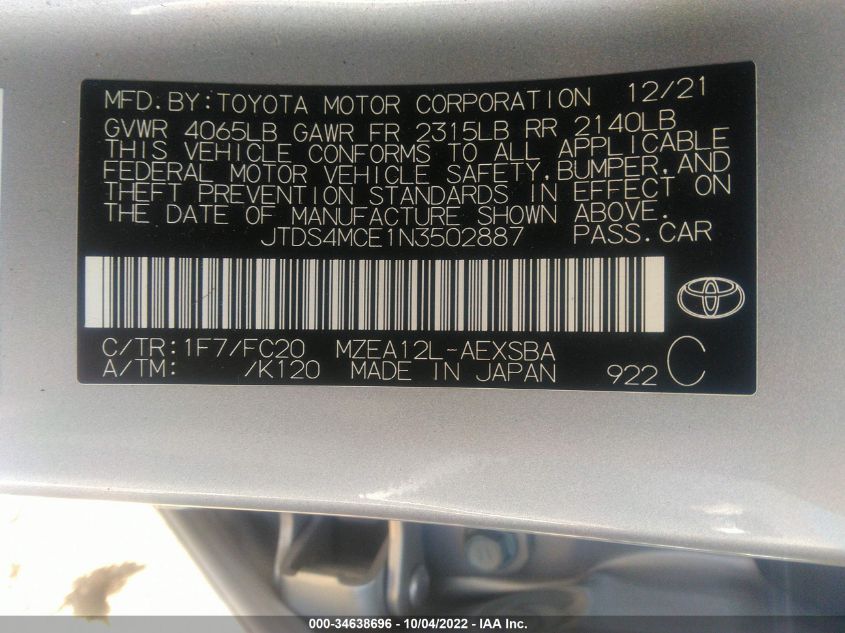 MFD.BY:TOYOTA MOTOR CORPORATION 12/21
GVWR 4065LB GAWR FR 2315LB RR 2140LB
THIS VEHICLE CONFORMS TO ALL APPLICABLE
FEDERAL MOTOR VEHICLE SAFETY,BUMPER,AND
THEFT PREVENTION STANDARDS IN EFFECT ON
THE DATE OF MANUFACTURE SHOWN ABOVE.
JTDS4MCE1N3502887 PASS.CAR
C/TR:1F7/FC20 MZEA12L-AEXSBA
A/TM: /K120 MADE IN JAPAN 922 C
000-34638696 - 10/04/2022 - IAA Inc.